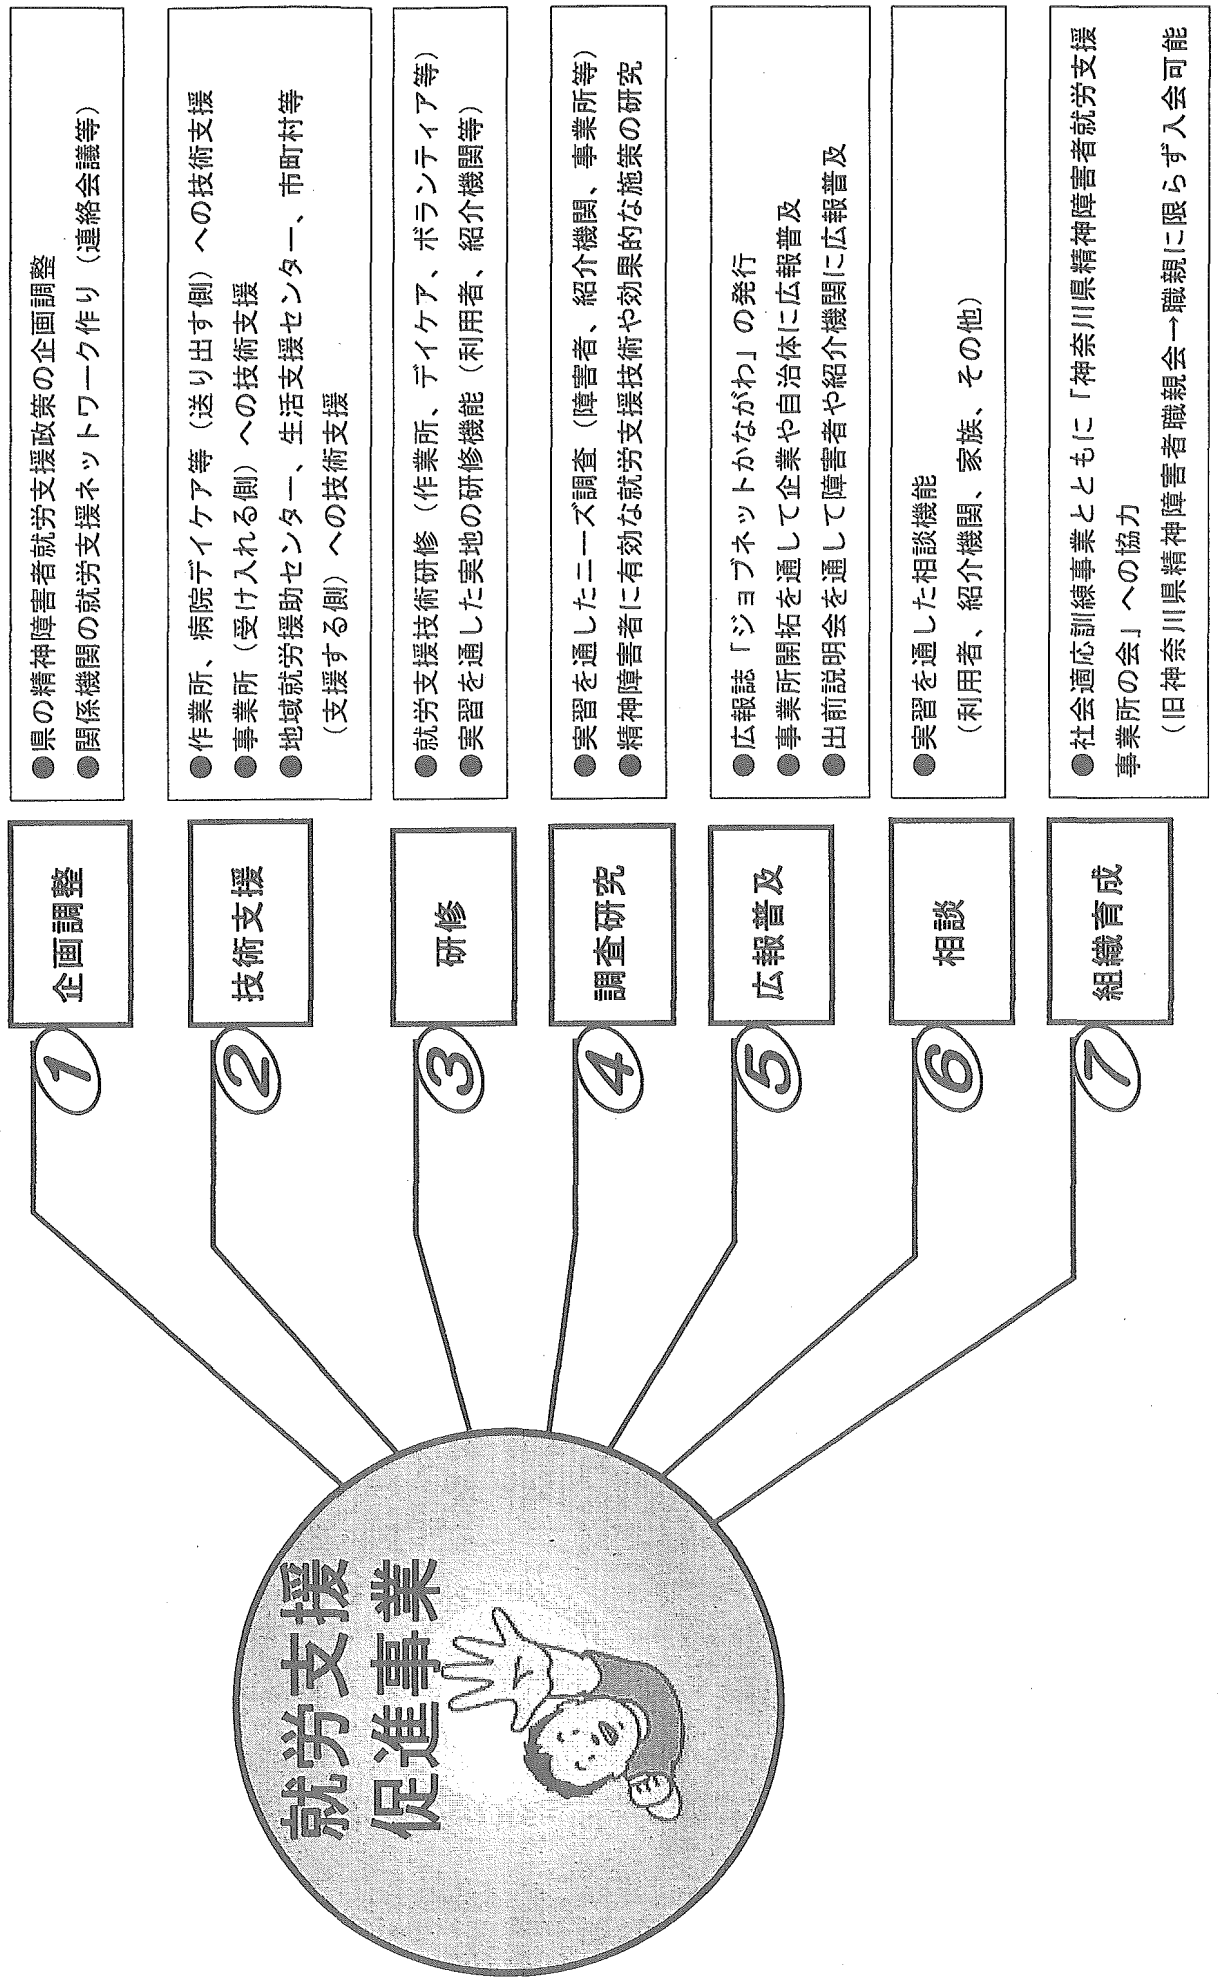 就労支援
促進事業
①
企画調整
●県の精神障害者就労支援政策の企画調整
●関係機関の就労支援ネットワーク作り（連絡会議等）
②
技術支援
●作業所、病院デイケア等（送り出す側）への技術支援
●事業所（受け入れる側）への技術支援
●地域就労援助センター、生活支援センター、市町村等
（支援する側）への技術支援
③
研修
●就労支援技術研修（作業所、デイケア、ボランティア等）
●実習を通した実地の研修機能（利用者、紹介機関等）
④
調査研究
●実習を通したニーズ調査（障害者、紹介機関、事業所等）
●精神障害者に有効な就労支援技術や効果的な施策の研究
⑤
広報普及
●広報誌「ジョブネットかながわ」の発行
●事業所開拓を通して企業や自治体に広報普及
●出前説明会を通して障害者や紹介機関に広報普及
⑥
相談
●実習を通した相談機能
（利用者、紹介機関、家族、その他）
⑦
組織育成
●社会適応訓練事業とともに「神奈川県精神障害者就労支援
事業所の会」への協力
（旧神奈川県精神障害者職親会→職親に限らず入会可能